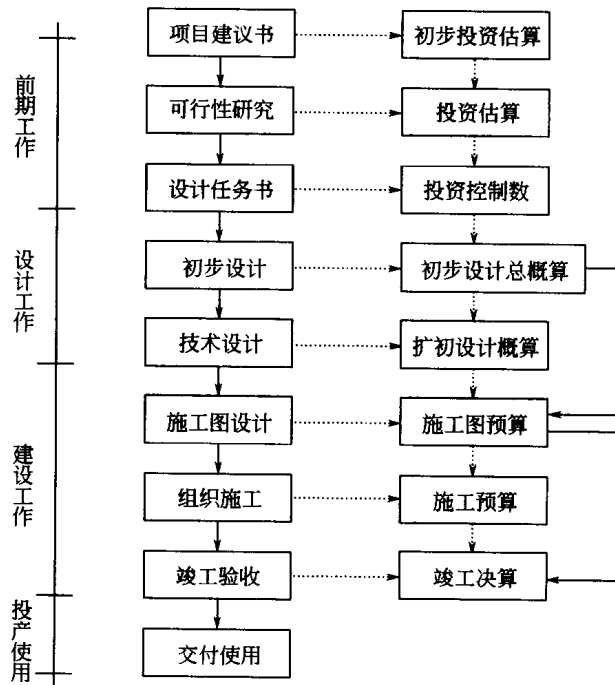 项目建议书
初步投资估算
前期工作
可行性研究
投资估算
设计任务书
投资控制数
设计工作
初步设计
初步设计总概算
技术设计
扩初设计概算
建设工作
施工图设计
施工图预算
组织施工
施工预算
竣工验收
竣工决算
投产使用
交付使用